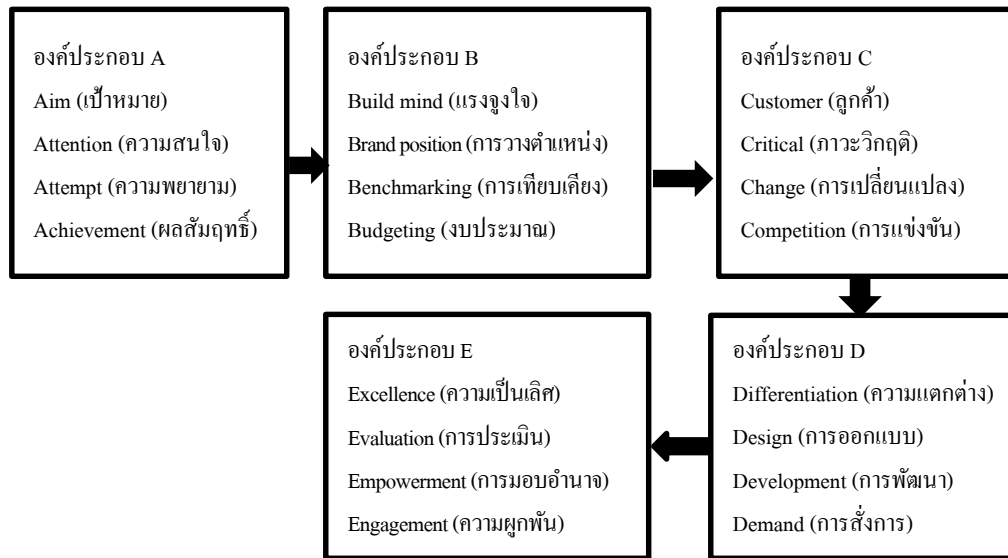 องค์ประกอบ A
Aim (เป้าหมาย)
Attention (ความสนใจ)
Attempt (ความพยายาม)
Achievement (ผลสัมฤทธิ์)
องค์ประกอบ B
Build mind (แรงจูงใจ)
Brand position (การวางตำแหน่ง)
Benchmarking (การเทียบเคียง)
Budgeting (งบประมาณ)
องค์ประกอบ C
Customer (ลูกค้า)
Critical (ภาวะวิกฤติ)
Change (การเปลี่ยนแปลง)
Competition (การแข่งขัน)
องค์ประกอบ D
Differentiation (ความแตกต่าง)
Design (การออกแบบ)
Development (การพัฒนา)
Demand (การสั่งการ)
องค์ประกอบ E
Excellence (ความเป็นเลิศ)
Evaluation (การประเมิน)
Empowerment (การมอบอำนาจ)
Engagement (ความผูกพัน)